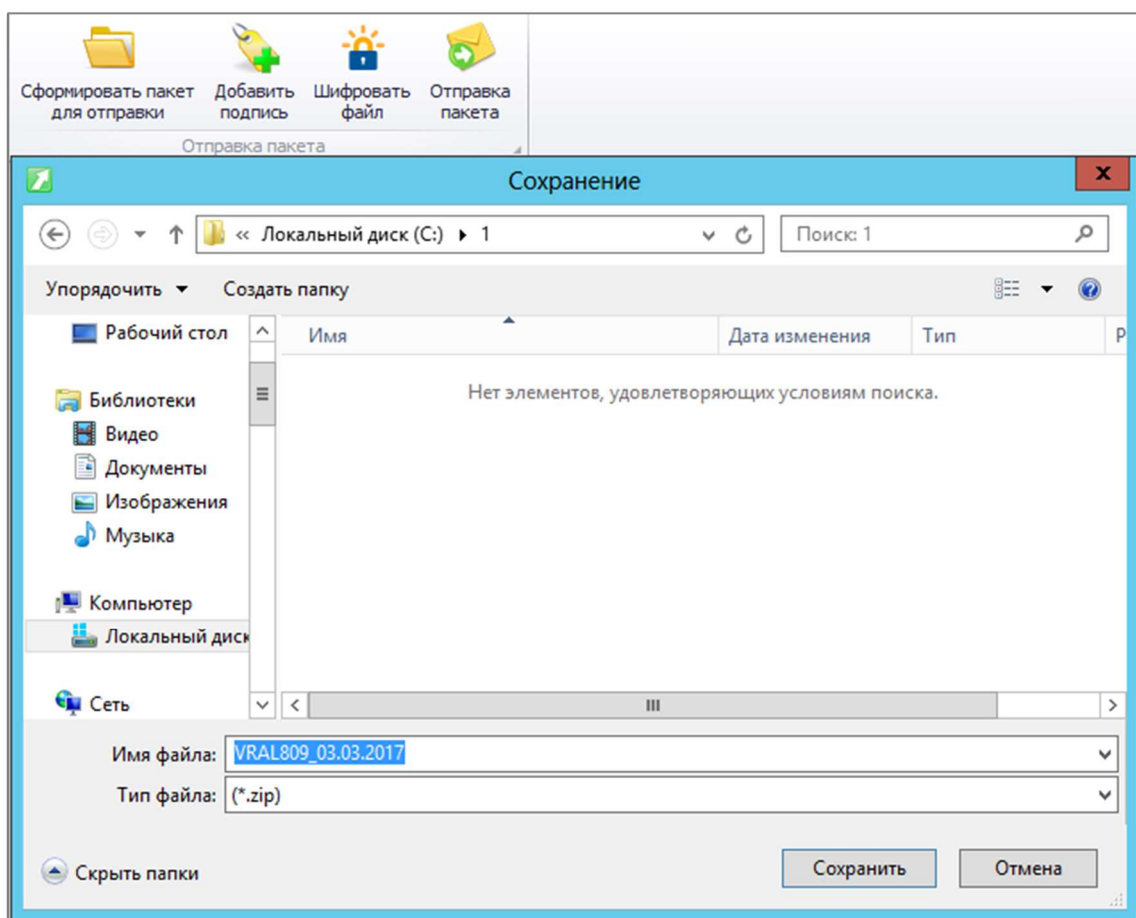 Сформировать пакет
для отправки
Добавить
подпись
Шифровать
файл
Отправка
пакета
Отправка пакета
Сохранение
x
« Локальный диск (C:) 1
Поиск: 1
Упорядочить
Создать папку
Рабочий стол
Библиотеки
Видео
Документы
Изображения
Музыка
Компьютер
Локальный диск
Сеть
Имя
Дата изменения
Тип
Р
Нет элементов, удовлетворяющих условиям поиска.
Имя файла: VRAL809_03.03.2017
Тип файла: (*.zip)
Скрыть папки
Сохранить
Отмена